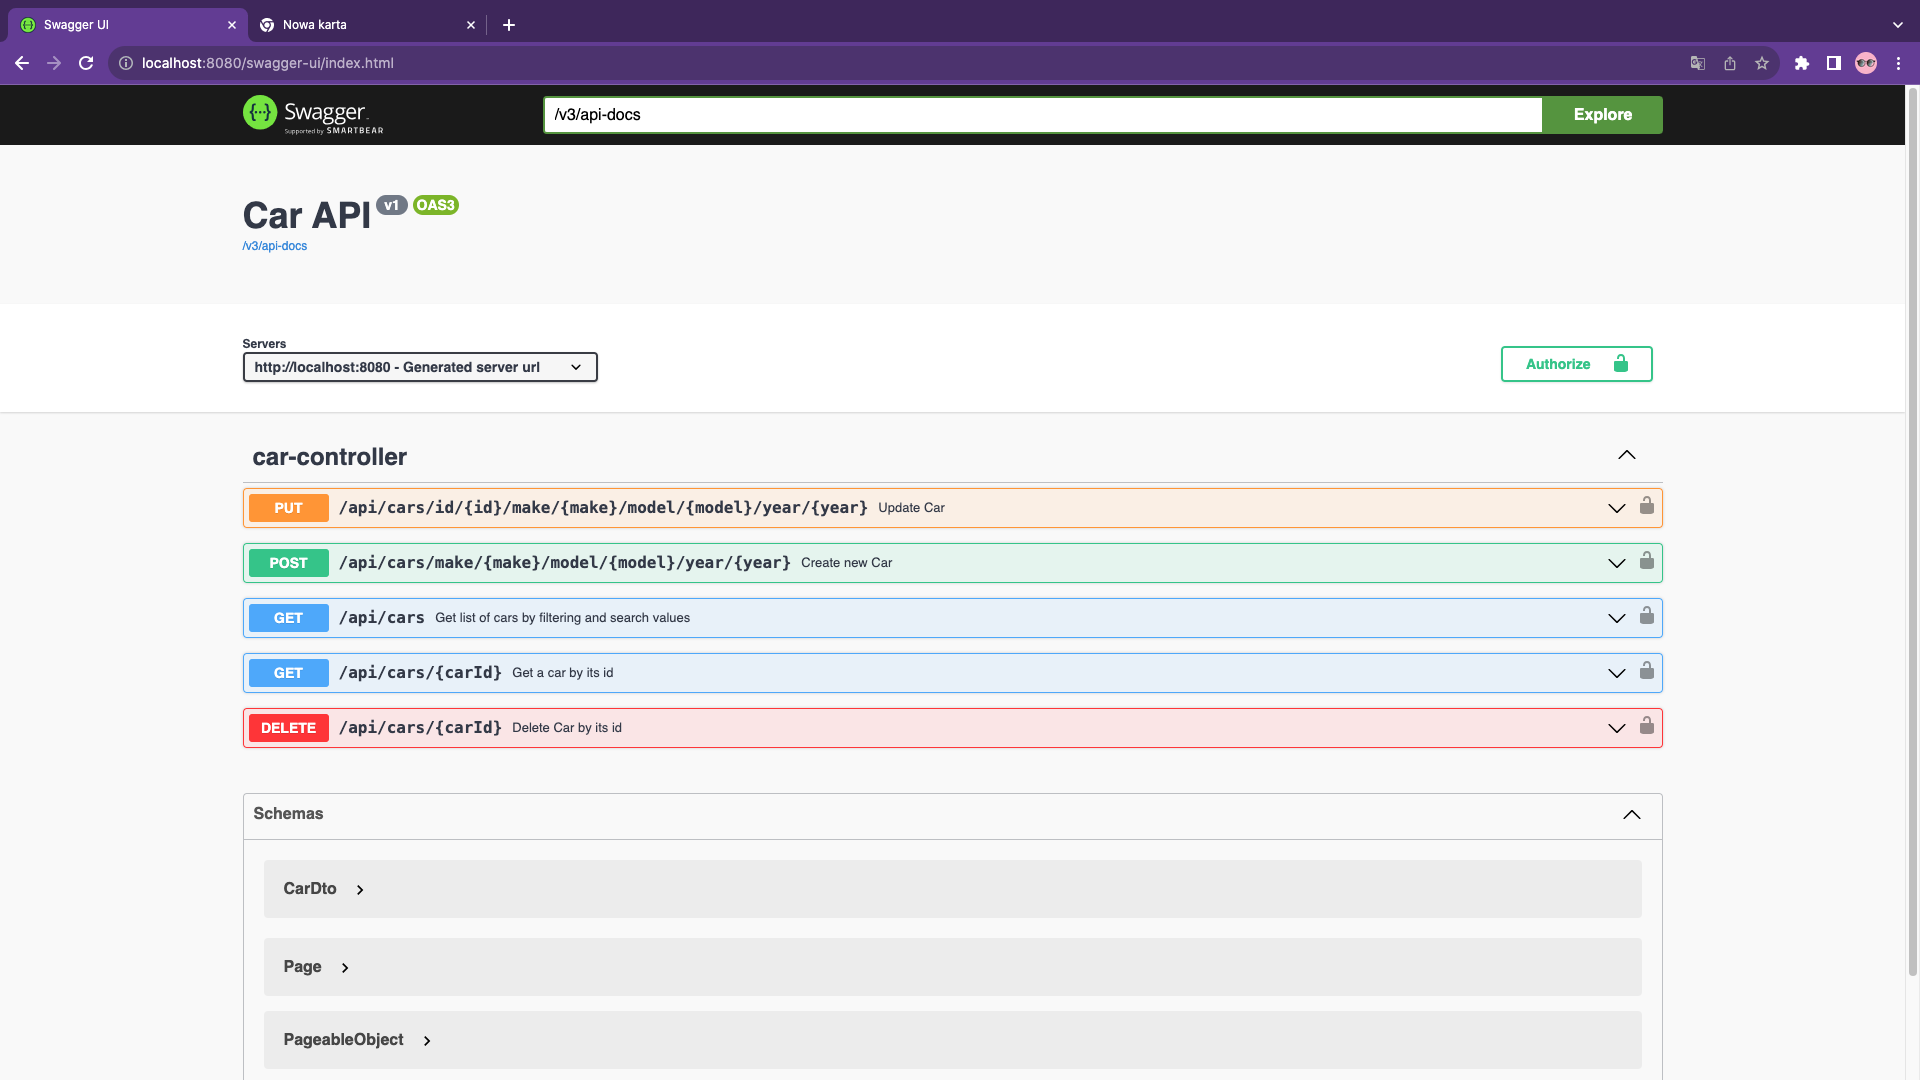 Swagger UI
Nowa karta
localhost:8080/swagger-ui/index.html
Swagger
Supported by SMARTBEAR
/v3/api-docs
Explore
Car API v1 OAS3
/v3/api-docs
Servers
http://localhost:8080 - Generated server url
Authorize
car-controller
PUT /api/cars/id/{id}/make/{make}/model/{model}/year/{year} Update Car
POST /api/cars/make/{make}/model/{model}/year/{year} Create new Car
GET /api/cars Get list of cars by filtering and search values
GET /api/cars/{carId} Get a car by its id
DELETE /api/cars/{carId} Delete Car by its id
Schemas
CarDto
Page
PageableObject